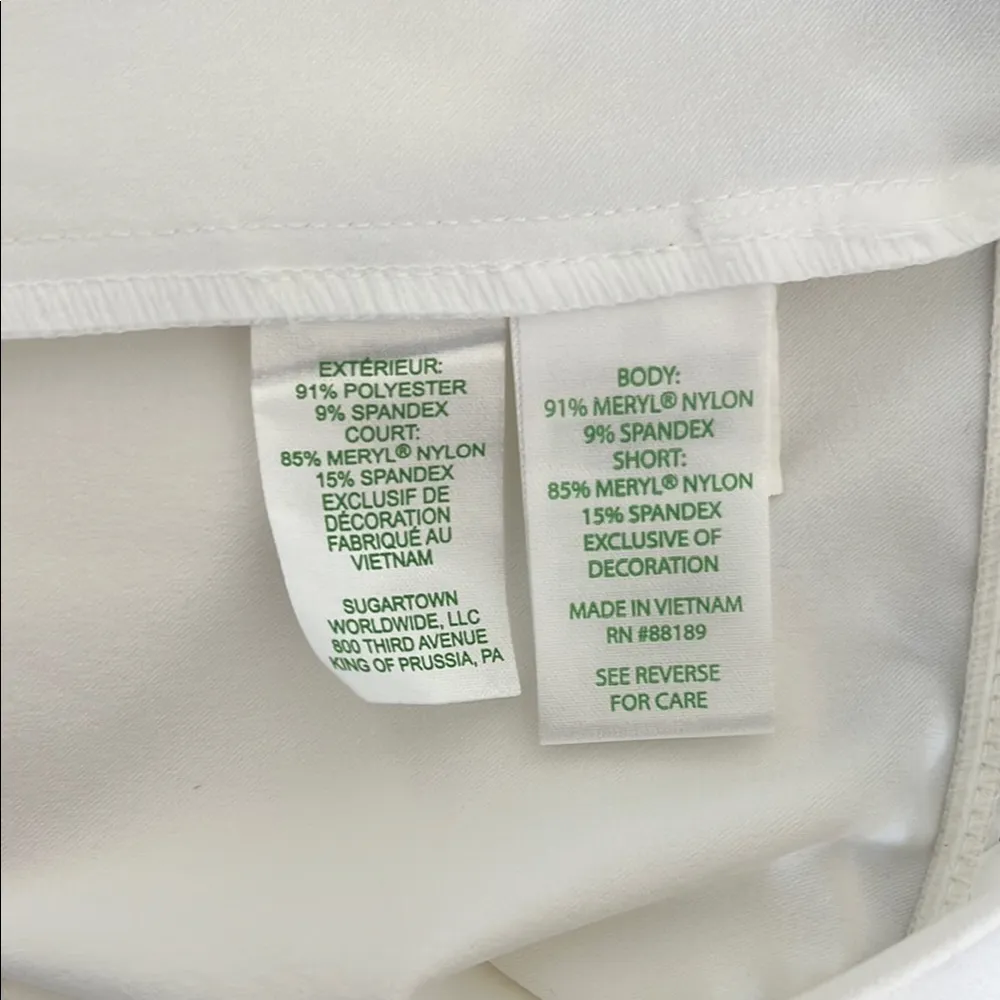 EXTÉRIEUR:
91% POLYESTER
9% SPANDEX
COURT:
85% MERYL® NYLON
15% SPANDEX
EXCLUSIF DE
DÉCORATION
FABRIQUÉ AU
VIETNAM
SUGARTOWN
WORLDWIDE, LLC
800 THIRD AVENUE
KING OF PRUSSIA, PA
BODY:
91% MERYL® NYLON
9% SPANDEX
SHORT:
85% MERYL® NYLON
15% SPANDEX
EXCLUSIVE OF
DECORATION
MADE IN VIETNAM
RN #88189
SEE REVERSE
FOR CARE